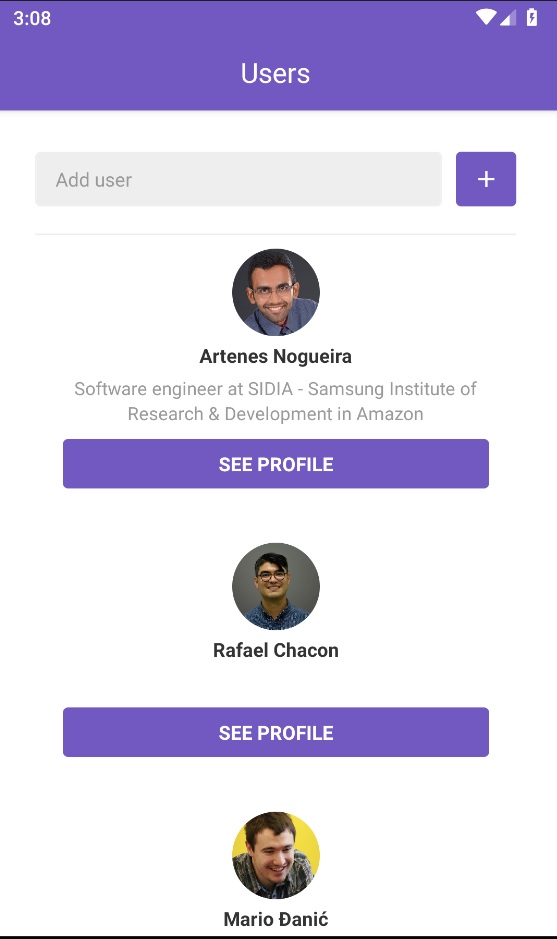 3:08
Users
Add user
+
Artenes Nogueira
Software engineer at SIDIA - Samsung Institute of
Research & Development in Amazon
SEE PROFILE
Rafael Chacon
SEE PROFILE
Mario Đanić